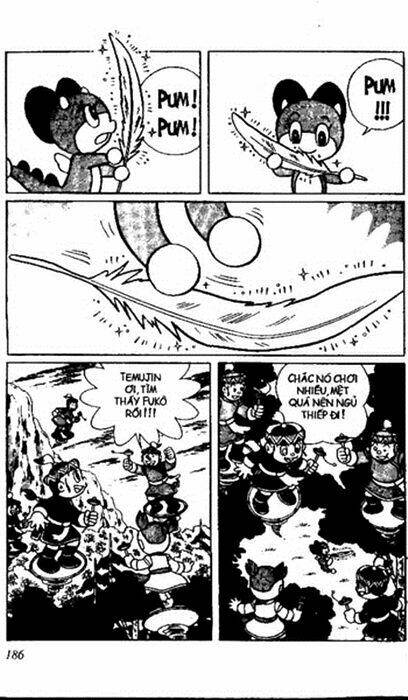 PUM!
PUM!
PUM
!!!
TEMUJIN
ƠI, TÌM
THẤY FUKÔ
RỒI!!!
CHẮC NÓ CHƠI
NHIỀU, MỆT
QUÁ NÊN NGỦ
THIẾP ĐI!
186